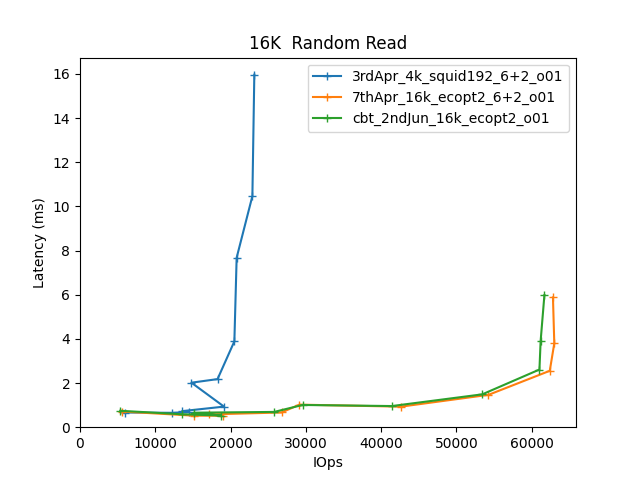 16K  Random Read
3rdApr_4k_squid192_6+2_o01
7thApr_16k_ecopt2_6+2_o01
cbt_2ndJun_16k_ecopt2_o01
Latency (ms)
16
14
12
10
8
6
4
2
0
0 10000 20000 30000 40000 50000 60000
IOps